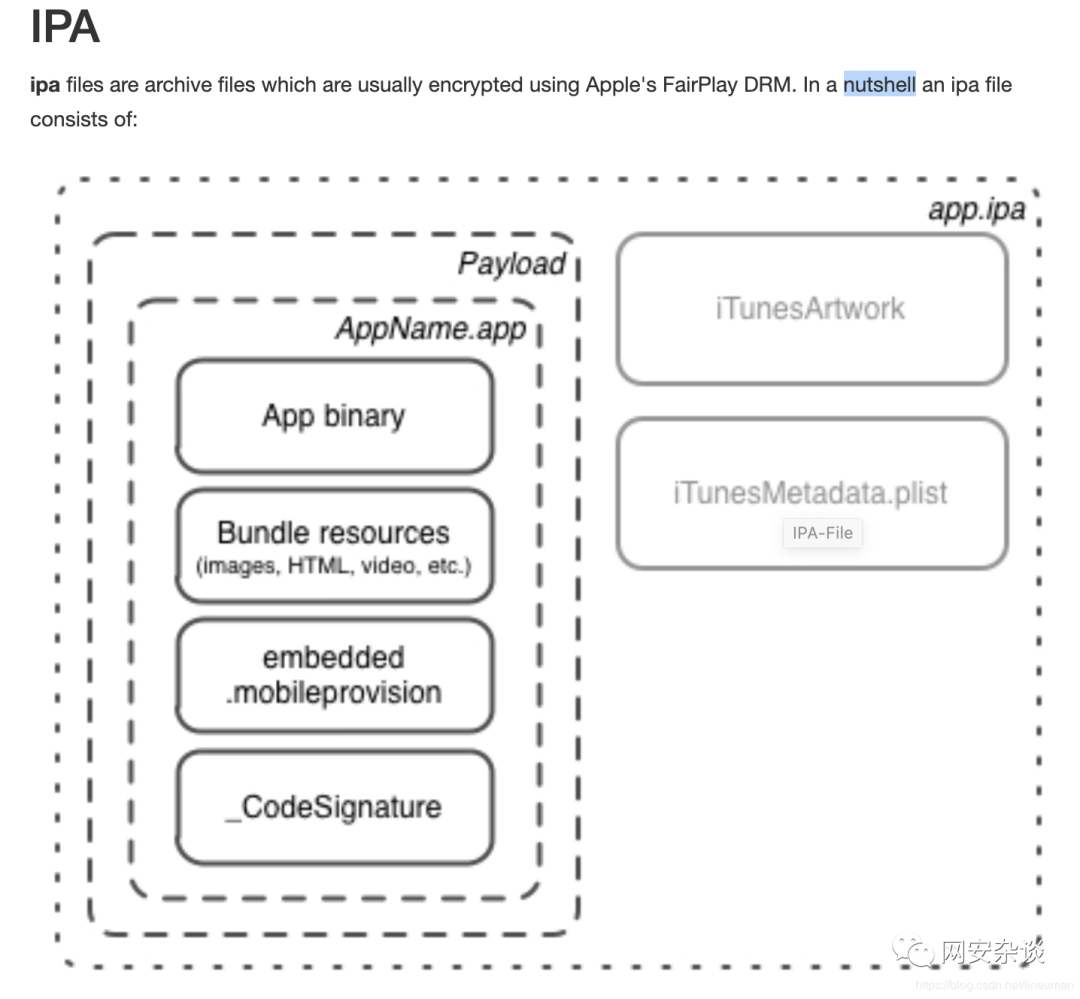 IPA
ipa files are archive files which are usually encrypted using Apple's FairPlay DRM. In a nutshell an ipa file
consists of:
app.ipa
Payload
AppName.app
App binary
Bundle resources
(images, HTML, video, etc.)
embedded
.mobileprovision
_CodeSignature
iTunesArtwork
iTunesMetadata.plist
IPA-File
网安杂谈
https://blog.csdn.net/lineuman